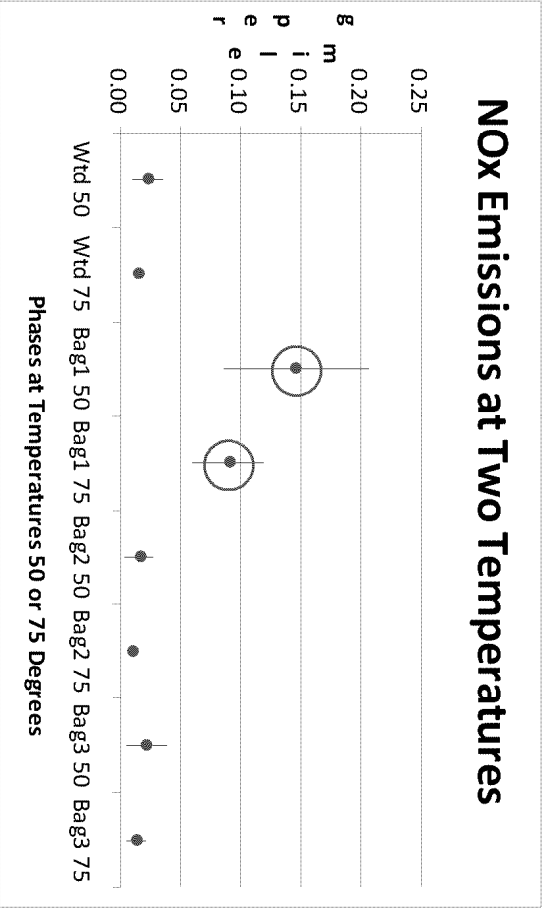 NOx Emissions at Two Temperatures
g per
mile
0.25
0.20
0.15
0.10
0.05
0.00
Wtd 50 Wtd 75 Bag1 50 Bag1 75 Bag2 50 Bag2 75 Bag3 50 Bag3 75
Phases at Temperatures 50 or 75 Degrees